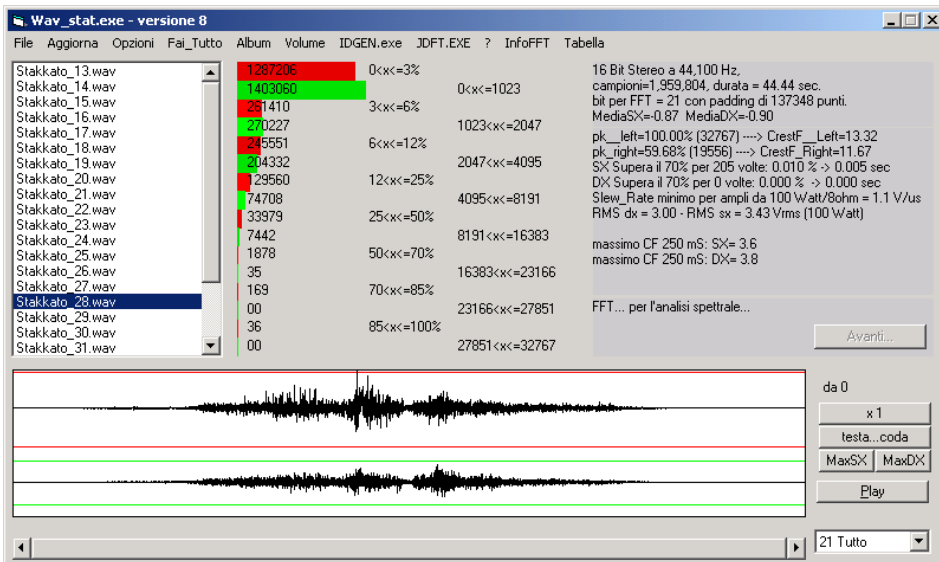 Wav_stat.exe - versione 8
File Aggiorna Opzioni Fai_Tutto Album Volume IDGEN.exe JDFT.EXE ? InfoFFT Tabella
Stakkato_13.wav
Stakkato_14.wav
Stakkato_15.wav
Stakkato_16.wav
Stakkato_17.wav
Stakkato_18.wav
Stakkato_19.wav
Stakkato_20.wav
Stakkato_21.wav
Stakkato_22.wav
Stakkato_23.wav
Stakkato_24.wav
Stakkato_25.wav
Stakkato_26.wav
Stakkato_27.wav
Stakkato_28.wav
Stakkato_29.wav
Stakkato_30.wav
Stakkato_31.wav
1287206 0<x<=3%
1403060 0<x<=1023
261410 3<x<=6%
270227 1023<x<=2047
245551 6<x<=12%
204332 2047<x<=4095
129560 12<x<=25%
74708 4095<x<=8191
33979 25<x<=50%
7442 8191<x<=16383
1878 50<x<=70%
35 16383<x<=23166
169 70<x<=85%
00 23166<x<=27851
36 85<x<=100%
00 27851<x<=32767
16 Bit Stereo a 44,100 Hz,
campioni=1,959,804, durata = 44.44 sec.
bit per FFT = 21 con padding di 137348 punti.
MediaSX=-0.87 MediaDX=-0.90
pk__left=100.00% (32767) ----> CrestF__Left=13.32
pk_right=59.68% (19556) ----> CrestF_Right=11.67
SX Supera il 70% per 205 volte: 0.010 % -> 0.005 sec
DX Supera il 70% per 0 volte: 0.000 % -> 0.000 sec
Slew_Rate minimo per ampli da 100 Watt/8ohm = 1.1 V/us
RMS dx = 3.00 - RMS sx = 3.43 Vrms (100 Watt)
massimo CF 250 mS: SX= 3.6
massimo CF 250 mS: DX= 3.8
FFT... per l'analisi spettrale...
Avanti...
da 0
x 1
testa...coda
MaxSX MaxDX
Play
21 Tutto